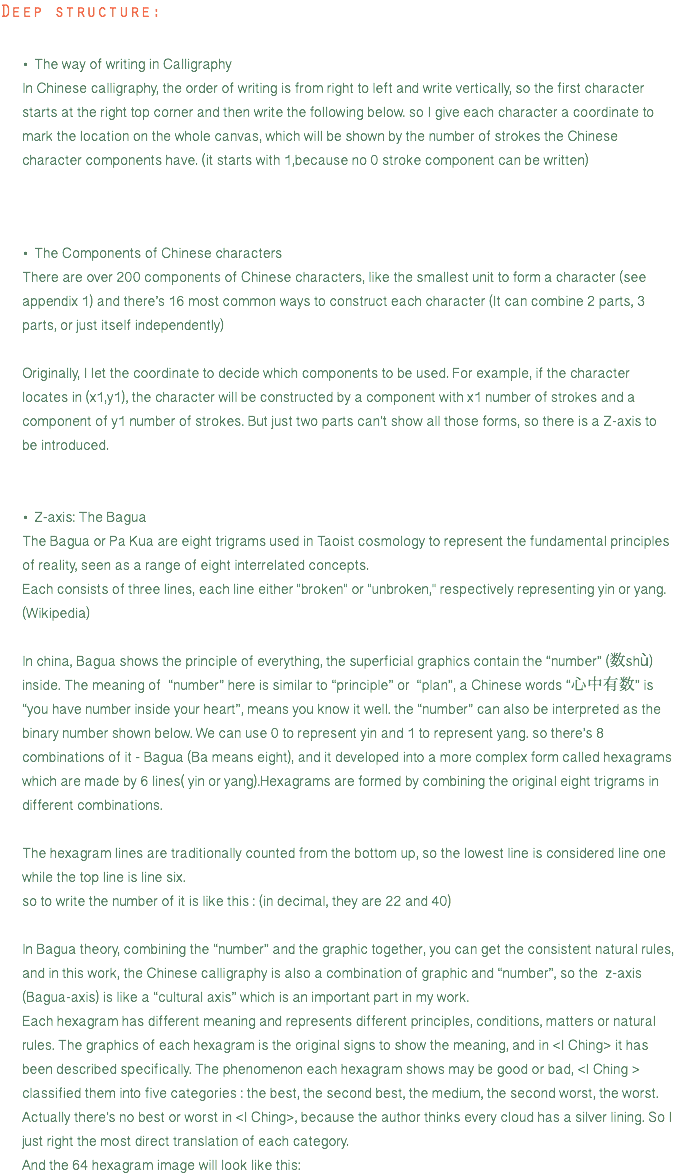 Deep structure:
• The way of writing in Calligraphy
In Chinese calligraphy, the order of writing is from right to left and write vertically, so the first character
starts at the right top corner and then write the following below. so I give each character a coordinate to
mark the location on the whole canvas, which will be shown by the number of strokes the Chinese
character components have. (it starts with 1,because no 0 stroke component can be written)
• The Components of Chinese characters
There are over 200 components of Chinese characters, like the smallest unit to form a character (see
appendix 1) and there's 16 most common ways to construct each character (It can combine 2 parts, 3
parts, or just itself independently)
Originally, I let the coordinate to decide which components to be used. For example, if the character
locates in (x1,y1), the character will be constructed by a component with x1 number of strokes and a
component of y1 number of strokes. But just two parts can't show all those forms, so there is a Z-axis to
be introduced.
• Z-axis: The Bagua
The Bagua or Pa Kua are eight trigrams used in Taoist cosmology to represent the fundamental principles
of reality, seen as a range of eight interrelated concepts.
Each consists of three lines, each line either "broken" or "unbroken," respectively representing yin or yang.
(Wikipedia)
In china, Bagua shows the principle of everything, the superficial graphics contain the "number" (数shù)
inside. The meaning of "number" here is similar to "principle" or "plan", a Chinese words "心中有数" is
"you have number inside your heart", means you know it well. the "number" can also be interpreted as the
binary number shown below. We can use 0 to represent yin and 1 to represent yang. so there's 8
combinations of it - Bagua (Ba means eight), and it developed into a more complex form called hexagrams
which are made by 6 lines( yin or yang).Hexagrams are formed by combining the original eight trigrams in
different combinations.
The hexagram lines are traditionally counted from the bottom up, so the lowest line is considered line one
while the top line is line six.
so to write the number of it is like this : (in decimal, they are 22 and 40)
In Bagua theory, combining the "number" and the graphic together, you can get the consistent natural rules,
and in this work, the Chinese calligraphy is also a combination of graphic and "number", so the z-axis
(Bagua-axis) is like a "cultural axis" which is an important part in my work.
Each hexagram has different meaning and represents different principles, conditions, matters or natural
rules. The graphics of each hexagram is the original signs to show the meaning, and in <I Ching> it has
been described specifically. The phenomenon each hexagram shows may be good or bad, <I Ching >
classified them into five categories : the best, the second best, the medium, the second worst, the worst.
Actually there's no best or worst in <I Ching>, because the author thinks every cloud has a silver lining. So I
just right the most direct translation of each category.
And the 64 hexagram image will look like this: